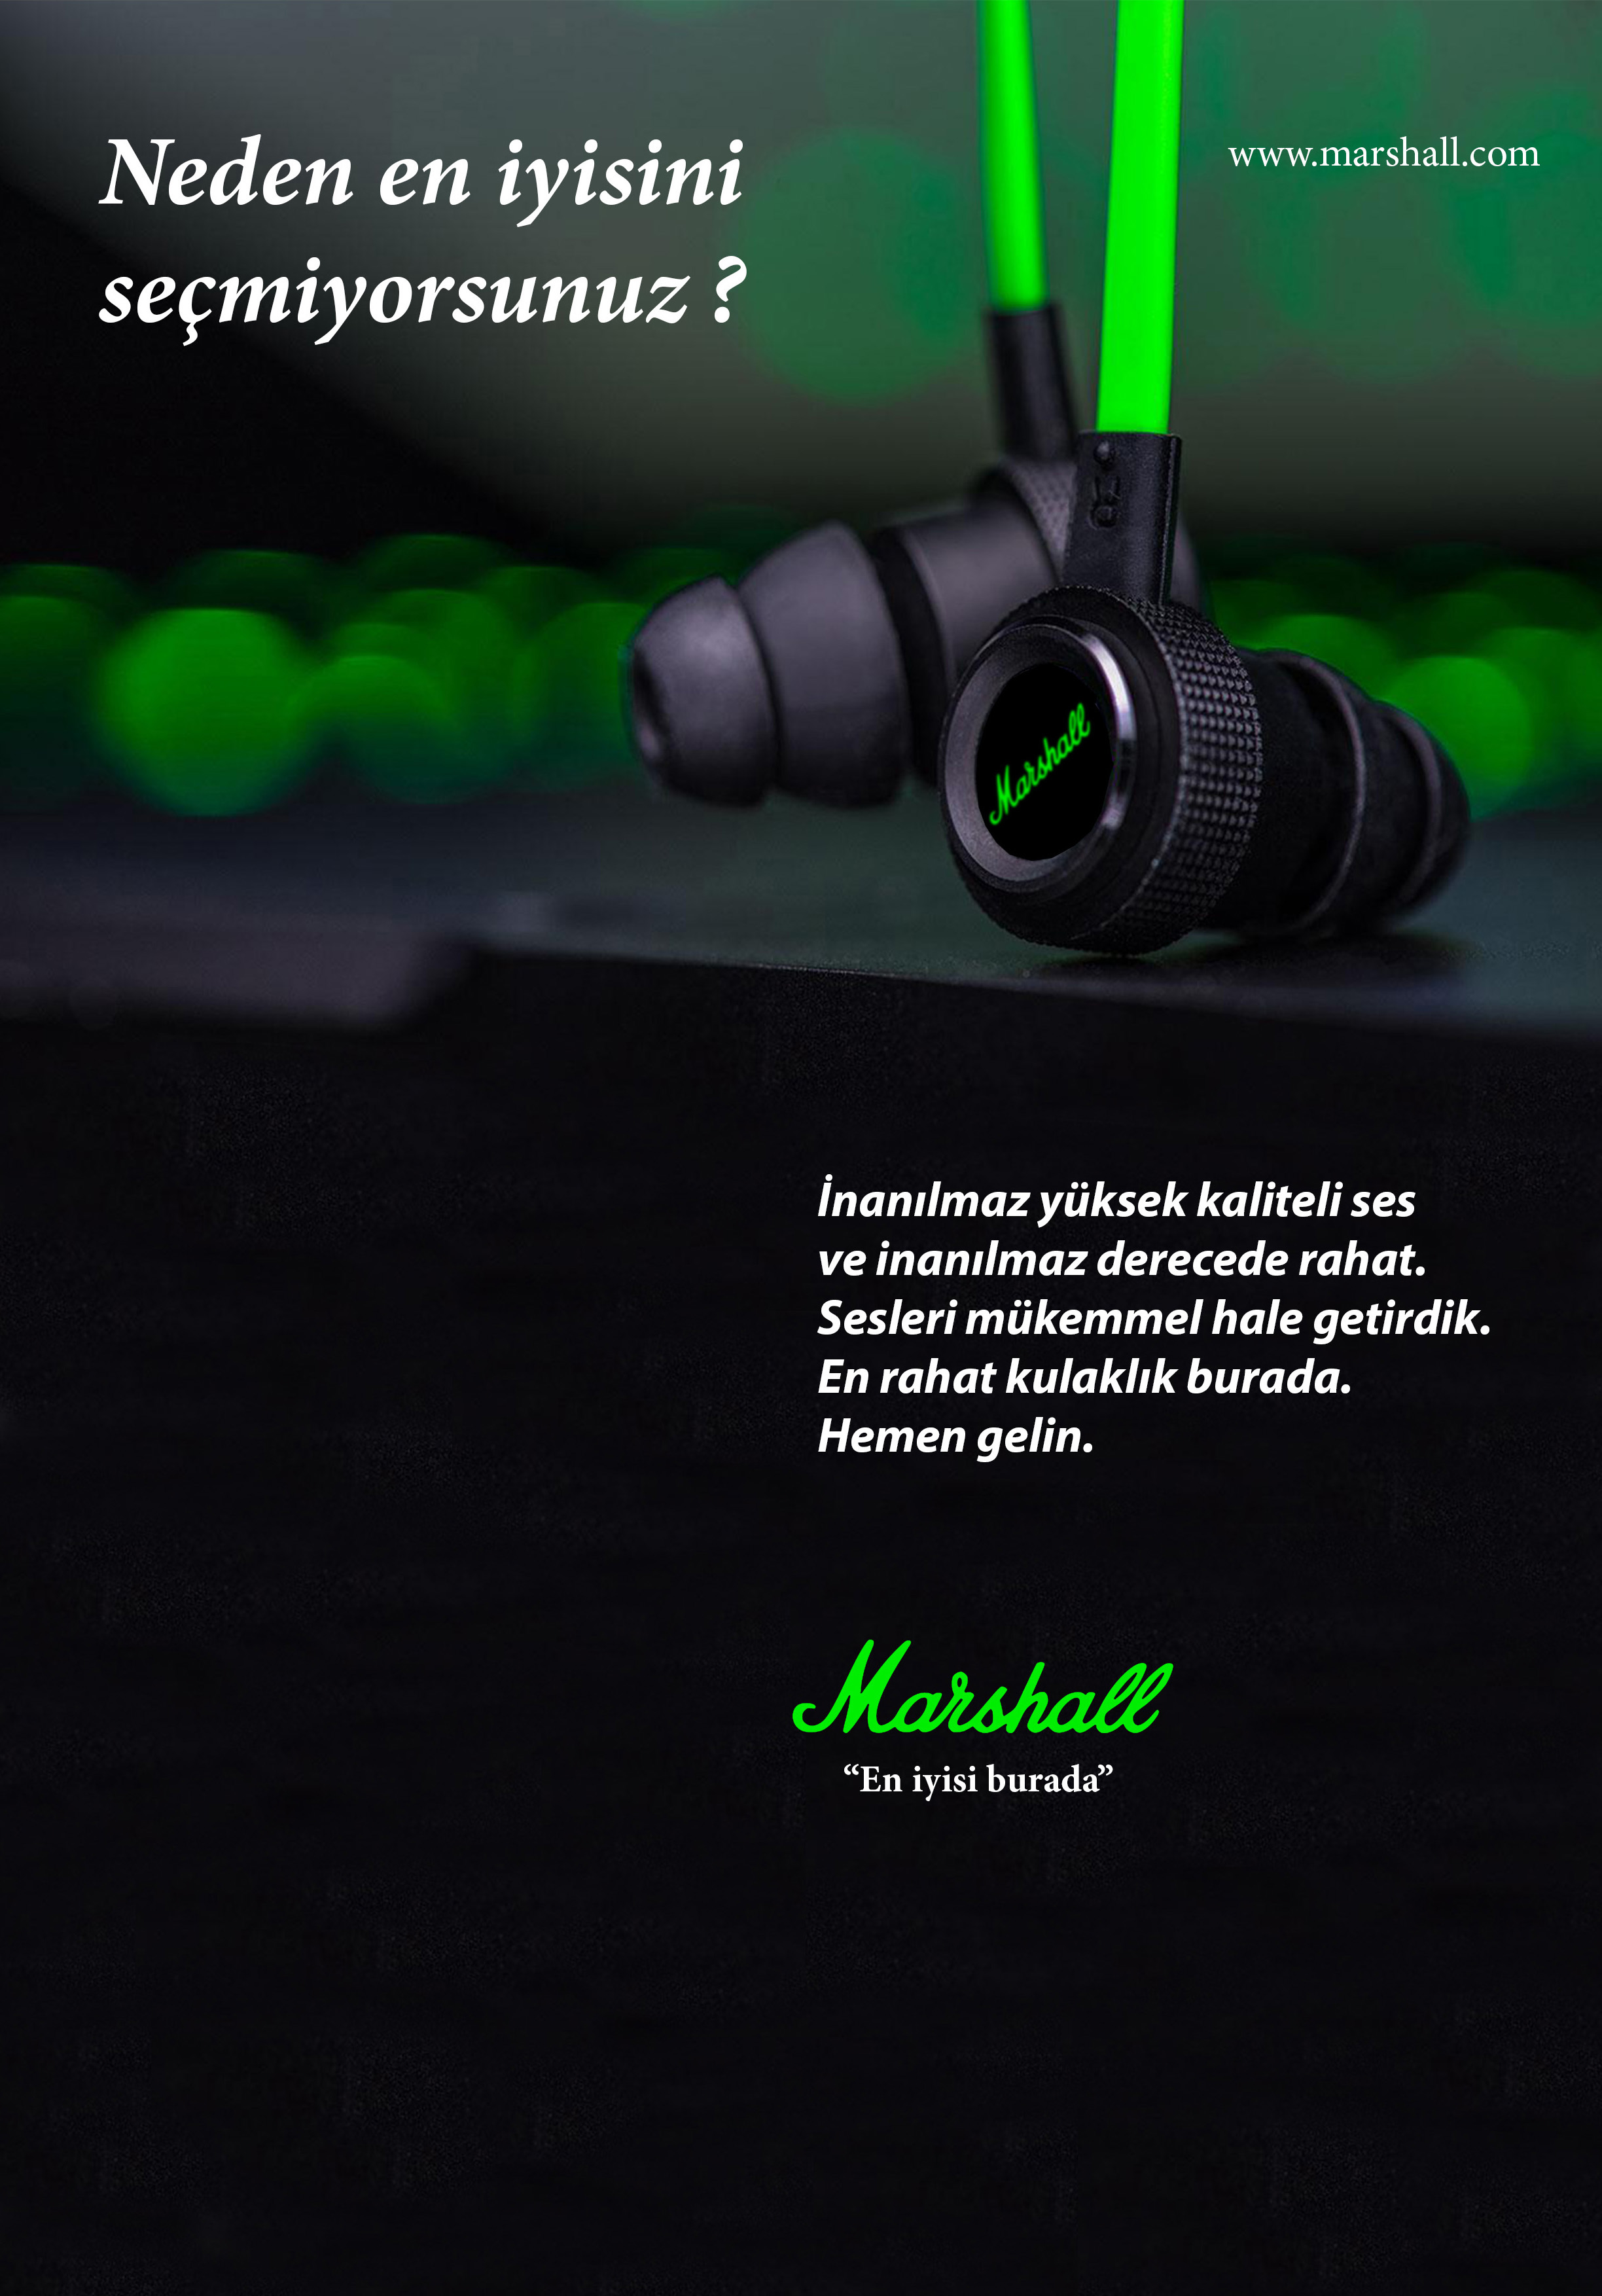 Neden en iyisini
seçmiyorsunuz ?
www.marshall.com
Marshall
İnanılmaz yüksek kaliteli ses
ve inanılmaz derecede rahat.
Sesleri mükemmel hale getirdik.
En rahat kulaklık burada.
Hemen gelin.
Marshall
“En iyisi burada”